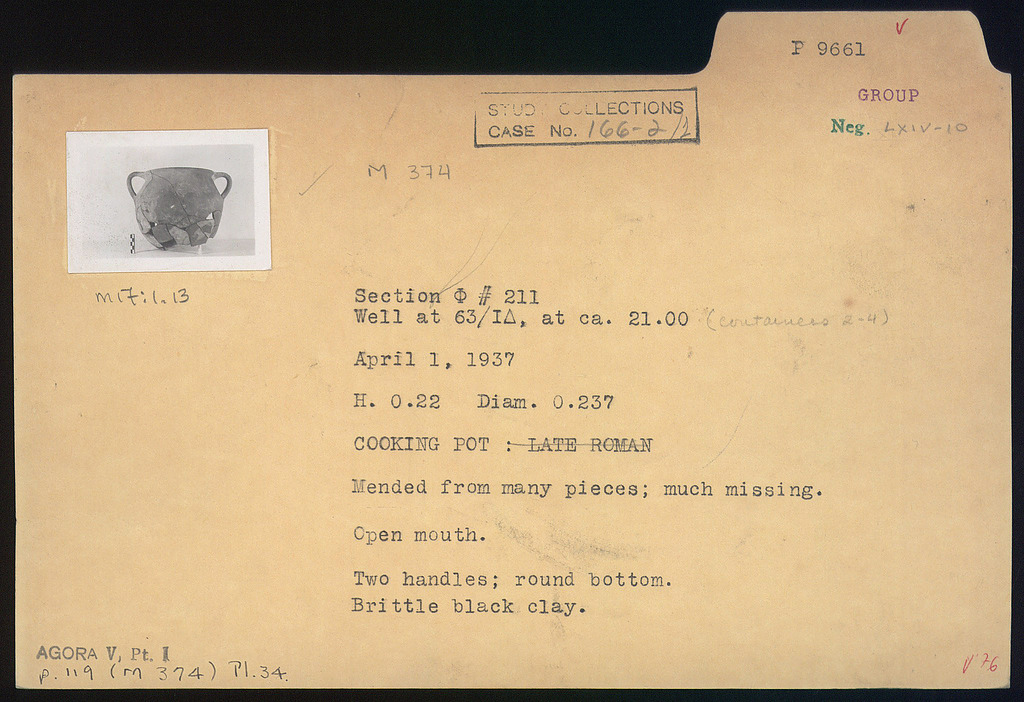 V
P 9661
GROUP
Neg. LXIV-10
STUDY COLLECTIONS
CASE No. 166-2/1
M 374
M17:1.13
Section Φ # 211
Well at 63/ΙΔ, at ca. 21.00 (containers 2-4)
April 1, 1937
H. 0.22 Diam. 0.237
COOKING POT : LATE ROMAN
Mended from many pieces; much missing.
Open mouth.
Two handles; round bottom.
Brittle black clay.
AGORA V, Pt. I
p. 119 (M 374) Pl. 34.
V '76